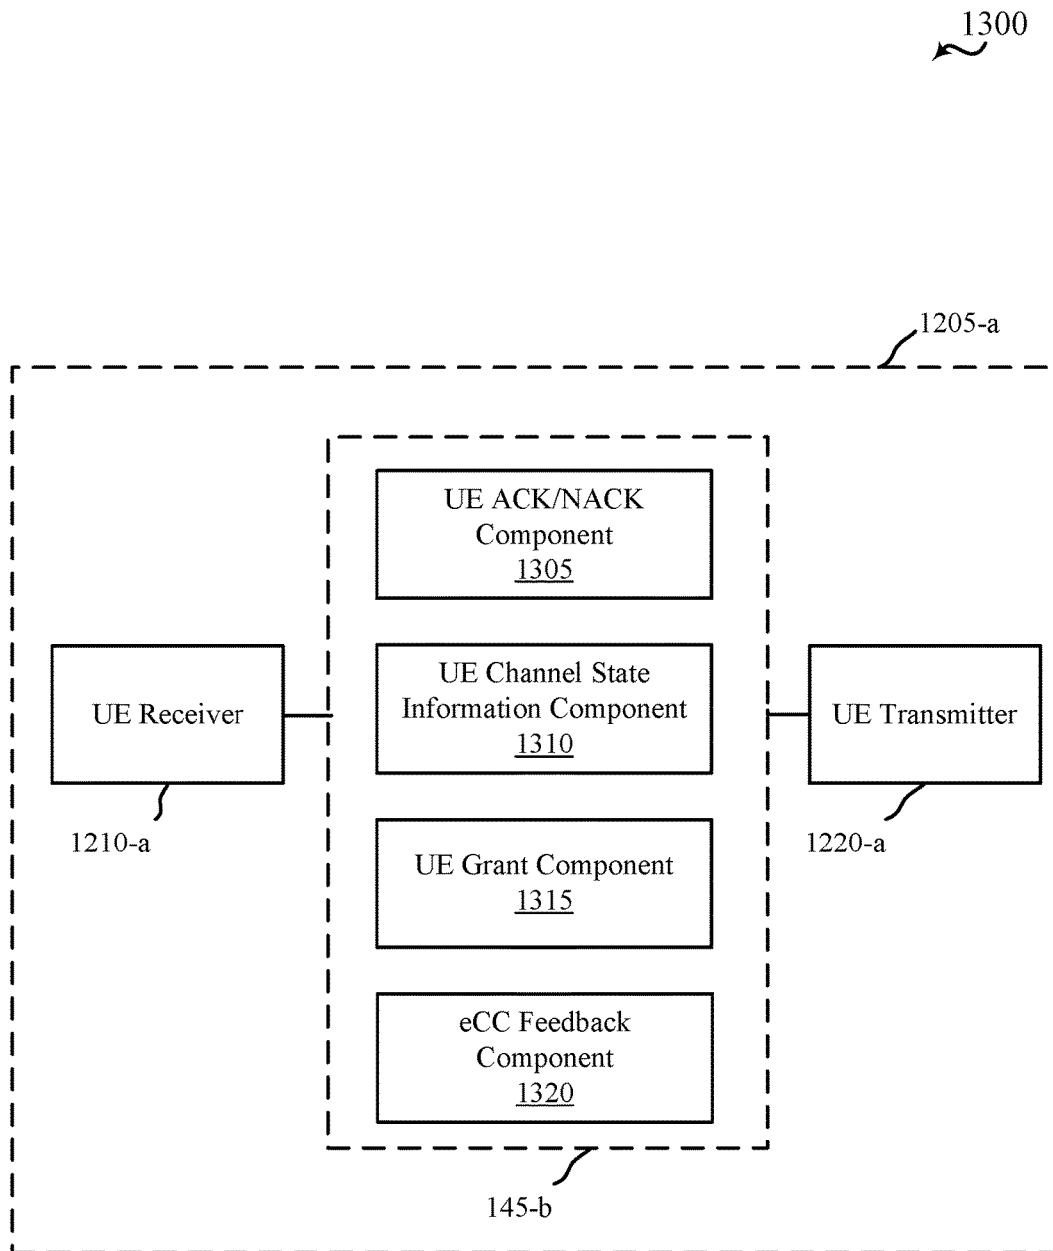 1300
1205-a
UE ACK/NACK
Component
1305
UE Channel State
Information Component
1310
UE Receiver
UE Transmitter
1210-a
1220-a
UE Grant Component
1315
eCC Feedback
Component
1320
145-b